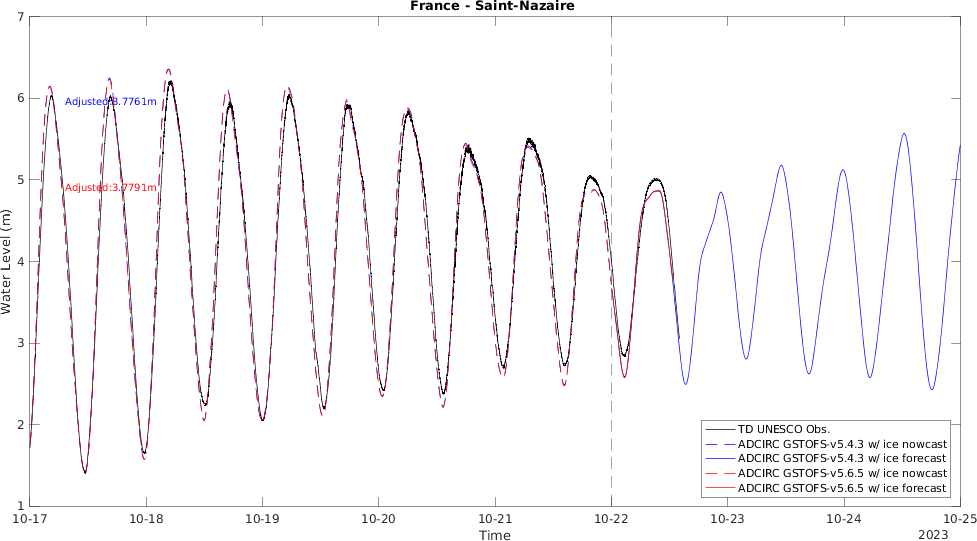 France - Saint-Nazaire
7
6
5
4
3
2
1
Water Level (m)
Adjusted:3.7761m
Adjusted:3.7791m
TD UNESCO Obs.
ADCIRC GSTOFS-v5.4.3 w/ ice nowcast
ADCIRC GSTOFS-v5.4.3 w/ ice forecast
ADCIRC GSTOFS-v5.6.5 w/ ice nowcast
ADCIRC GSTOFS-v5.6.5 w/ ice forecast
10-17 10-18 10-19 10-20 10-21 10-22 10-23 10-24 10-25
Time
2023